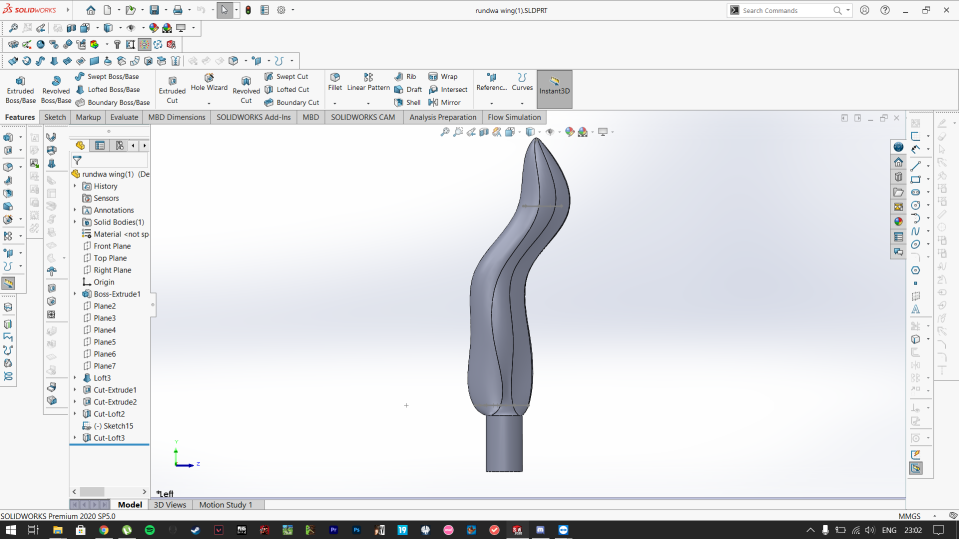 SOLIDWORKS
rundwa wing(1).SLDPRT
Search Commands
Extruded Boss/Base
Revolved Boss/Base
Swept Boss/Base
Lofted Boss/Base
Boundary Boss/Base
Extruded Cut
Hole Wizard
Revolved Cut
Swept Cut
Lofted Cut
Boundary Cut
Fillet
Linear Pattern
Rib
Draft
Shell
Wrap
Intersect
Mirror
Referenc...
Curves
Instant3D
Features
Sketch
Markup
Evaluate
MBD Dimensions
SOLIDWORKS Add-Ins
MBD
SOLIDWORKS CAM
Analysis Preparation
Flow Simulation
rundwa wing(1) (De
History
Sensors
Annotations
Solid Bodies(1)
Material <not sp
Front Plane
Top Plane
Right Plane
Origin
Boss-Extrude1
Plane2
Plane3
Plane4
Plane5
Plane6
Plane7
Loft3
Cut-Extrude1
Cut-Extrude2
Cut-Loft2
(-) Sketch15
Cut-Loft3
Y
Z
*Left
Model
3D Views
Motion Study 1
SOLIDWORKS Premium 2020 SP5.0
MMGS
ENG
23:02